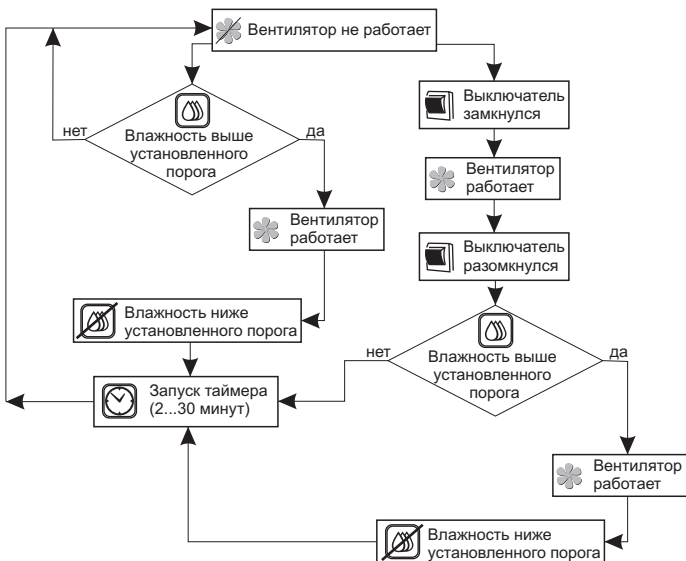 Вентилятор не работает
Выключатель
замкнулся
нет
Влажность выше
установленного
порога
да
Вентилятор
работает
Вентилятор
работает
Выключатель
разомкнулся
Влажность ниже
установленного порога
нет
Влажность выше
установленного
порога
да
Запуск таймера
(2...30 минут)
Вентилятор
работает
Влажность ниже
установленного порога